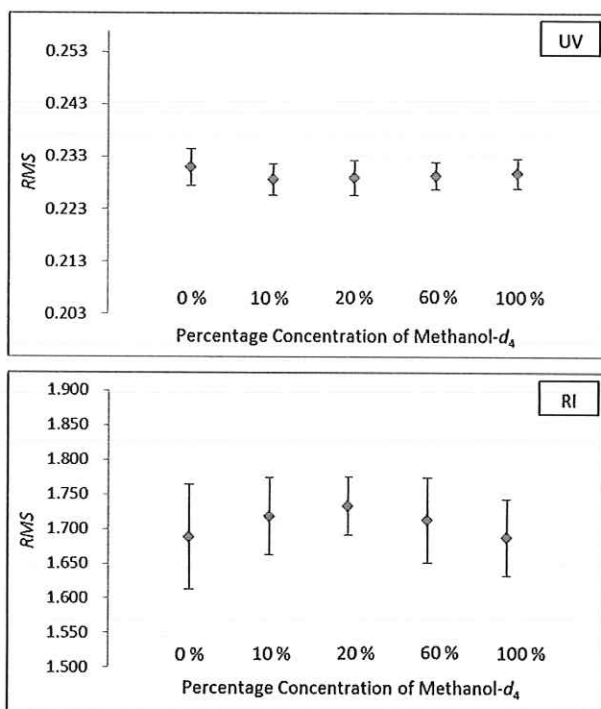 UV
0.253
0.243
0.233
0.223
0.213
0.203
RMS
0 % 10 % 20 % 60 % 100 %
Percentage Concentration of Methanol-d4
RI
1.900
1.850
1.800
1.750
1.700
1.650
1.600
1.550
1.500
RMS
0 % 10 % 20 % 60 % 100 %
Percentage Concentration of Methanol-d4